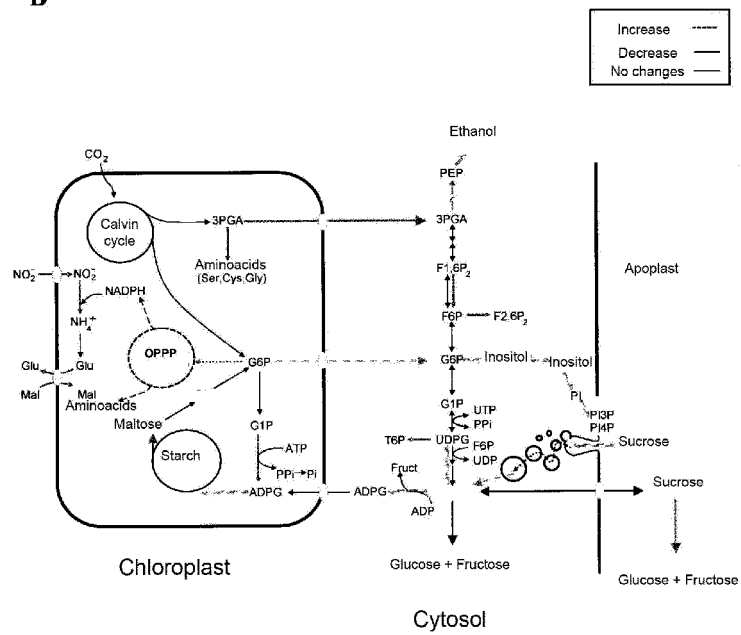 Increase
Decrease
No changes
Ethanol
CO2
PEP
Calvin
cycle
3PGA
3PGA
Aminoacids
(Ser,Cys,Gly)
F1,6P2
Apoplast
NO2-
NO2-
NADPH
NH4+
F6P
F2,6P2
OPPP
G6P
G6P
Inositol
Inositol
Glu
Glu
Mal
Mal
Aminoacids
PI
Maltose
G1P
G1P
UTP
PPi
PI3P
PI4P
T6P
UDPG
F6P
UDP
Sucrose
Starch
ATP
PPi
Pi
Fruct
ADPG
ADPG
ADP
Sucrose
Chloroplast
Glucose + Fructose
Glucose + Fructose
Cytosol